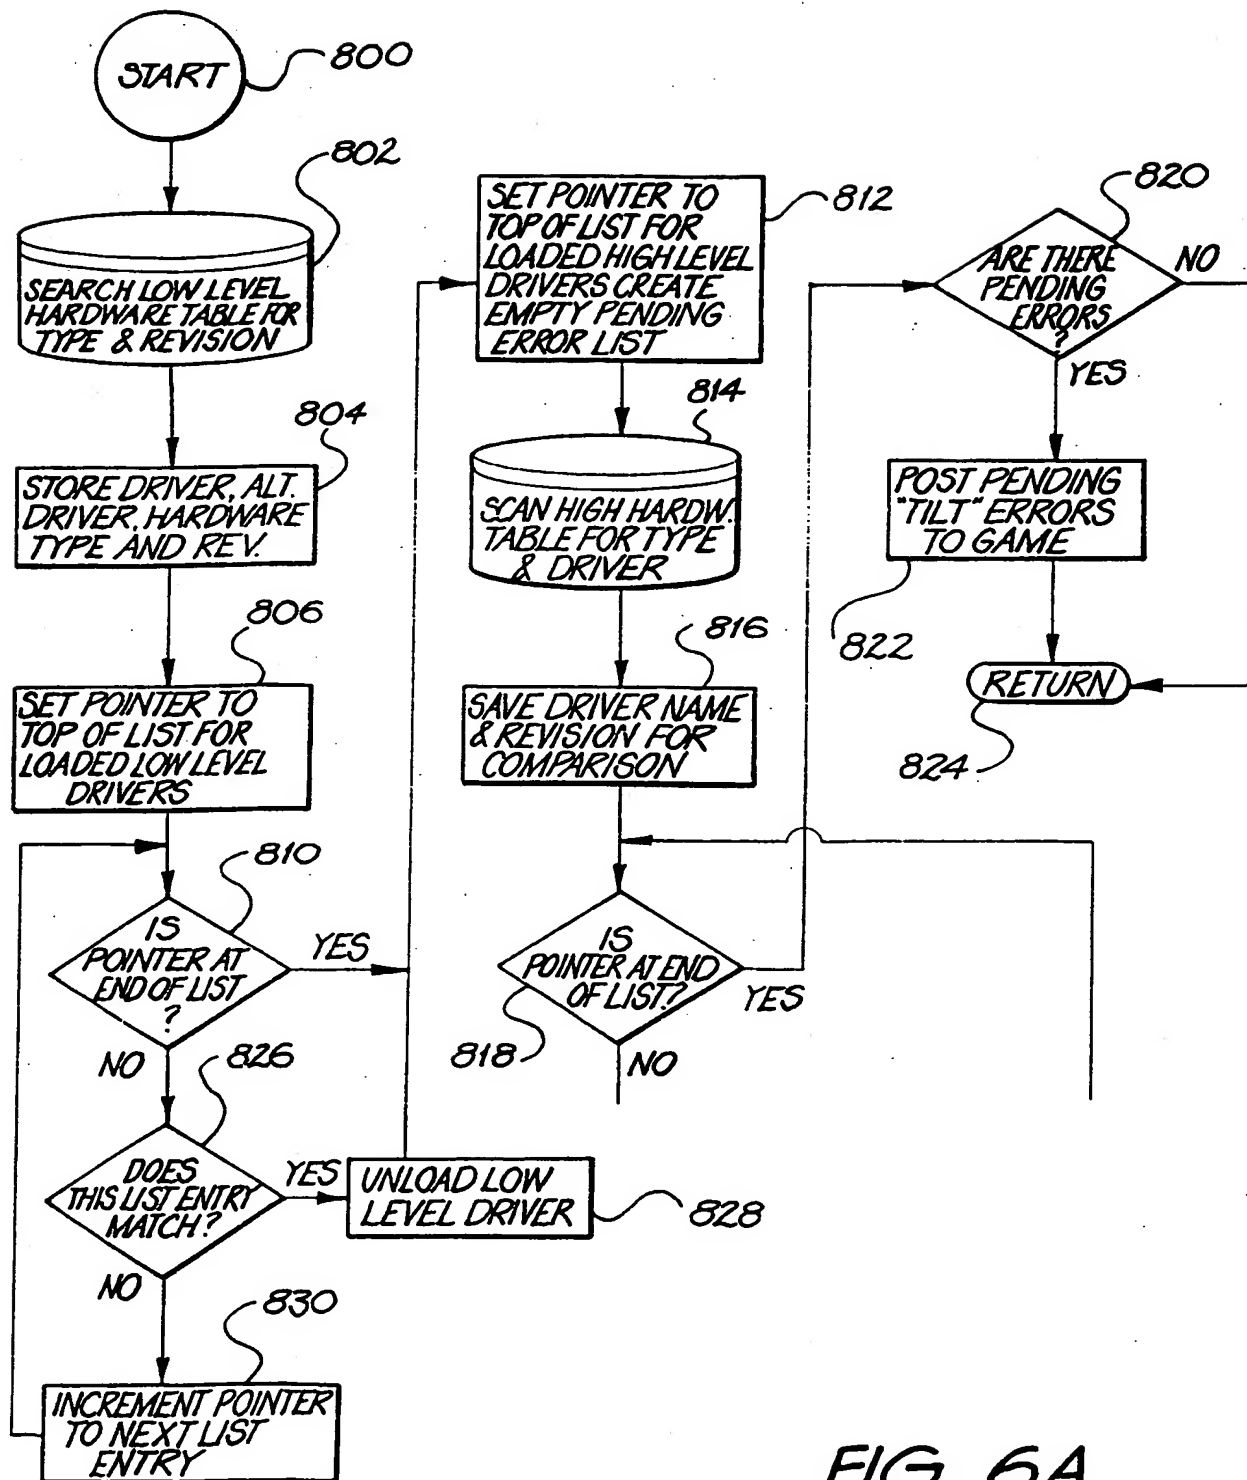 START
800
802
SEARCH LOW LEVEL
HARDWARE TABLE FOR
TYPE & REVISION
804
STORE DRIVER, ALT.
DRIVER, HARDWARE
TYPE AND REV.
806
SET POINTER TO
TOP OF LIST FOR
LOADED LOW LEVEL
DRIVERS
810
IS
POINTER AT
END OF LIST
?
YES
NO
826
DOES
THIS LIST ENTRY
MATCH?
YES
NO
UNLOAD LOW
LEVEL DRIVER
828
830
INCREMENT POINTER
TO NEXT LIST
ENTRY
SET POINTER TO
TOP OF LIST FOR
LOADED HIGH LEVEL
DRIVERS CREATE
EMPTY PENDING
ERROR LIST
812
814
SCAN HIGH HARDW.
TABLE FOR TYPE
& DRIVER
816
SAVE DRIVER NAME
& REVISION FOR
COMPARISON
IS
POINTER AT END
OF LIST?
YES
818
NO
820
ARE THERE
PENDING
ERRORS
?
NO
YES
POST PENDING
"TILT" ERRORS
TO GAME
822
RETURN
824
FIG. 6A